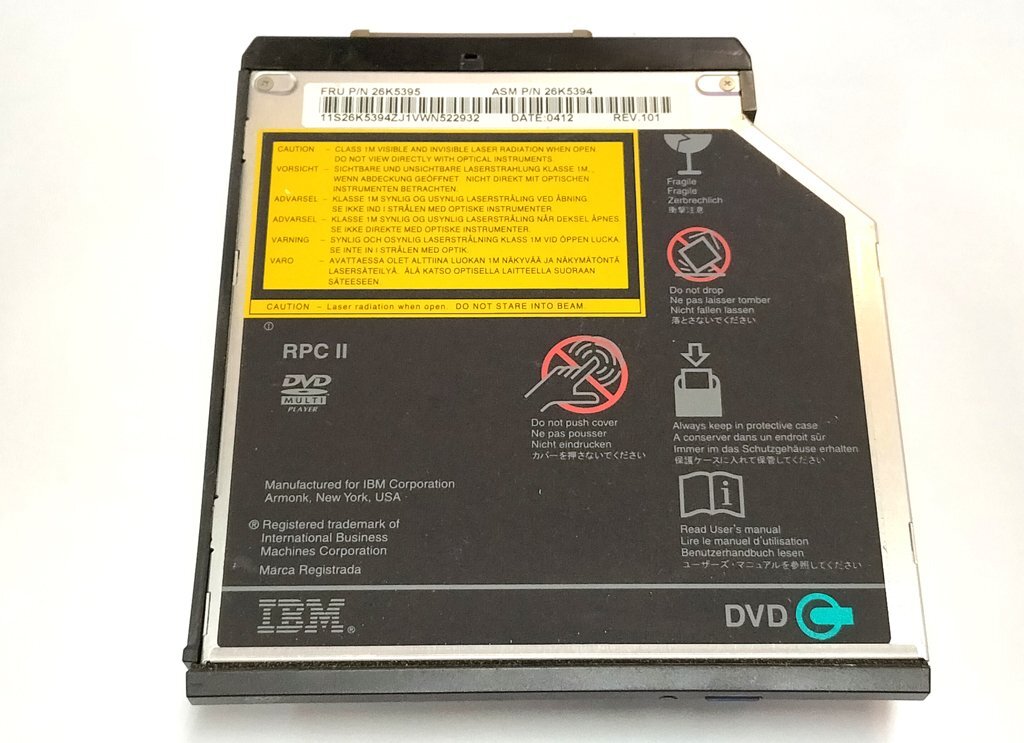 FRU P/N 26K5395 ASM P/N 26K5394
11S26K5394ZJ1VWN522932 DATE:0412 REV.101
CAUTION – CLASS 1M VISIBLE AND INVISIBLE LASER RADIATION WHEN OPEN.
DO NOT VIEW DIRECTLY WITH OPTICAL INSTRUMENTS.
VORSICHT – SICHTBARE UND UNSICHTBARE LASERSTRAHLUNG KLASSE 1M,
WENN ABDECKUNG GEÖFFNET. NICHT DIREKT MIT OPTISCHEN
INSTRUMENTEN BETRACHTEN.
ADVARSEL – KLASSE 1M SYNLIG OG USYNLIG LASERSTRÅLING VED ÅBNING.
SE IKKE IND I STRÅLEN MED OPTISKE INSTRUMENTER.
ADVARSEL – KLASSE 1M SYNLIG OG USYNLIG LASERSTRÅLING NÅR DEKSEL ÅPNES.
SE IKKE DIREKTE MED OPTISKE INSTRUMENTER.
VARNING – SYNLIG OCH OSYNLIG LASERSTRÅLNING KLASS 1M VID ÖPPEN LUCKA.
SE INTE IN I STRÅLEN MED OPTIK.
VARO – AVATTAESSA OLET ALTTIINA LUOKAN 1M NÄKYVÄÄ JA NÄKYMÄTÖNTÄ
LASERSÄTEILYÄ. ÄLÄ KATSO OPTISELLA LAITTEELLA SUORAAN
SÄTEESEEN.
CAUTION – Laser radiation when open. DO NOT STARE INTO BEAM.
Fragile
Fragile
Zerbrechlich
衝撃注意
Do not drop
Ne pas laisser tomber
Nicht fallen lassen
落とさないでください
RPC II
DVD
MULTI
PLAYER
Do not push cover
Ne pas pousser
Nicht eindrucken
カバーを押さないでください
Always keep in protective case
A conserver dans un endroit sûr
Immer im das Schutzgehäuse erhalten
保護ケースに入れて保管してください
i
Read User's manual
Lire le manuel d'utilisation
Benutzerhandbuch lesen
ユーザーズ・マニュアルを参照してください
Manufactured for IBM Corporation
Armonk, New York, USA
® Registered trademark of
International Business
Machines Corporation
Marca Registrada
IBM®
DVD